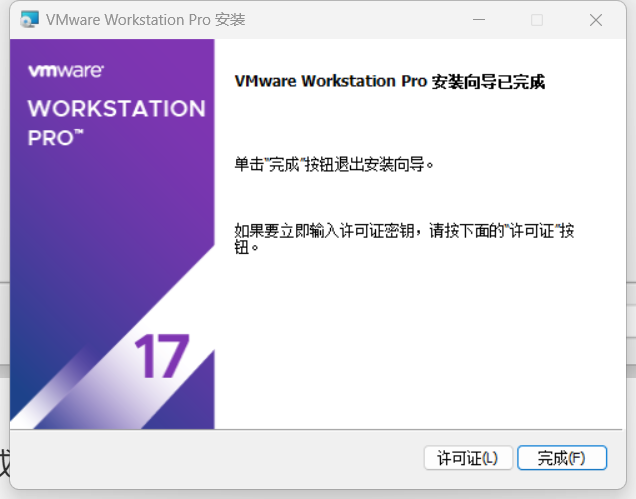 VMware Workstation Pro 安装
vmware
WORKSTATION
PRO™
17
VMware Workstation Pro 安装向导已完成
单击"完成"按钮退出安装向导。
如果要立即输入许可证密钥，请按下面的"许可证"按
钮。
许可证(L)
完成(F)